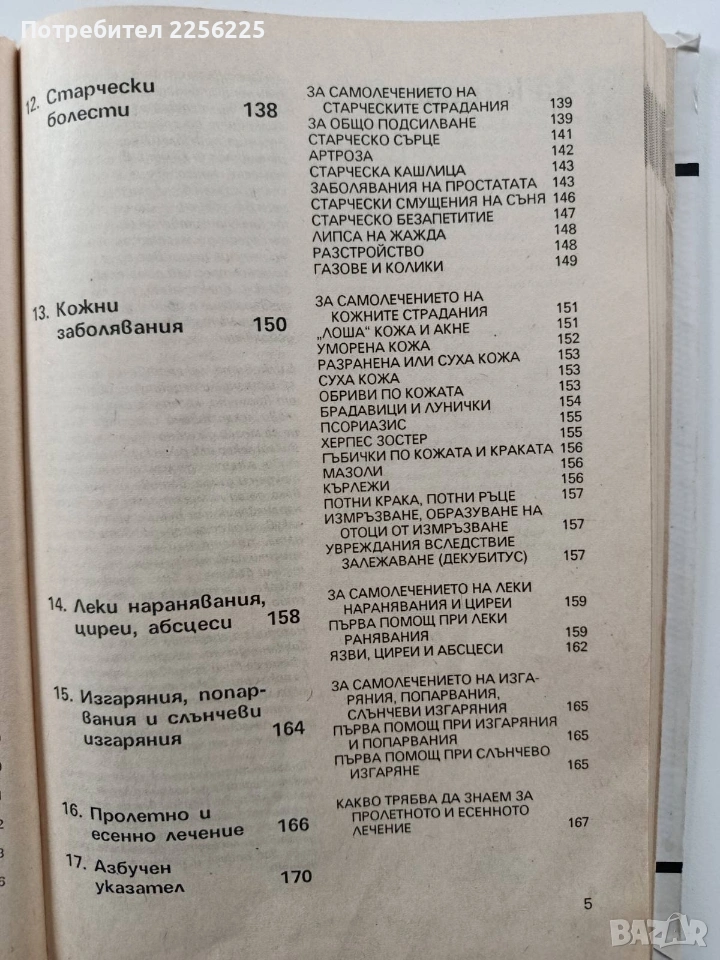 Потребител 2256225
12. Старчески
болести 138
ЗА САМОЛЕЧЕНИЕТО НА
СТАРЧЕСКИТЕ СТРАДАНИЯ 139
ЗА ОБЩО ПОДСИЛВАНЕ 139
СТАРЧЕСКО СЪРЦЕ 141
АРТРОЗА 142
СТАРЧЕСКА КАШЛИЦА 143
ЗАБОЛЯВАНИЯ НА ПРОСТАТАТА 143
СТАРЧЕСКИ СМУЩЕНИЯ НА СЪНЯ 146
СТАРЧЕСКО БЕЗАПЕТИТИЕ 147
ЛИПСА НА ЖАЖДА 148
РАЗСТРОЙСТВО 148
ГАЗОВЕ И КОЛИКИ 149
13. Кожни
заболявания 150
ЗА САМОЛЕЧЕНИЕТО НА
КОЖНИТЕ СТРАДАНИЯ 151
„ЛОША“ КОЖА И АКНЕ 151
УМОРЕНА КОЖА 152
РАЗРАНЕНА ИЛИ СУХА КОЖА 153
СУХА КОЖА 153
ОБРИВИ ПО КОЖАТА 153
БРАДАВИЦИ И ЛУНИЧКИ 154
ПСОРИАЗИС 155
ХЕРПЕС ЗОСТЕР 155
ГЪБИЧКИ ПО КОЖАТА И КРАКАТА 156
МАЗОЛИ 156
КЪРЛЕЖИ 156
ПОТНИ КРАКА, ПОТНИ РЪЦЕ 157
ИЗМРЪЗВАНЕ, ОБРАЗУВАНЕ НА
ОТОЦИ ОТ ИЗМРЪЗВАНЕ 157
УВРЕЖДАНИЯ ВСЛЕДСТВИЕ
ЗАЛЕЖАВАНЕ (ДЕКУБИТУС) 157
14. Леки наранявания,
циреи, абсцеси 158
ЗА САМОЛЕЧЕНИЕТО НА ЛЕКИ
НАРАНЯВАНИЯ И ЦИРЕИ 159
ПЪРВА ПОМОЩ ПРИ ЛЕКИ
РАНЯВАНИЯ 159
ЯЗВИ, ЦИРЕИ И АБСЦЕСИ 162
15. Изгаряния, попар-
вания и слънчеви
изгаряния 164
ЗА САМОЛЕЧЕНИЕТО НА ИЗГА-
РЯНИЯ, ПОПАРВАНИЯ,
СЛЪНЧЕВИ ИЗГАРЯНИЯ 165
ПЪРВА ПОМОЩ ПРИ ИЗГАРЯНИЯ
И ПОПАРВАНИЯ 165
ПЪРВА ПОМОЩ ПРИ СЛЪНЧЕВО
ИЗГАРЯНЕ 165
16. Пролетно и
есенно лечение 166
КАКВО ТРЯБВА ДА ЗНАЕМ ЗА
ПРОЛЕТНОТО И ЕСЕННОТО
ЛЕЧЕНИЕ 167
17. Азбучен
указател 170
5
BAZAR